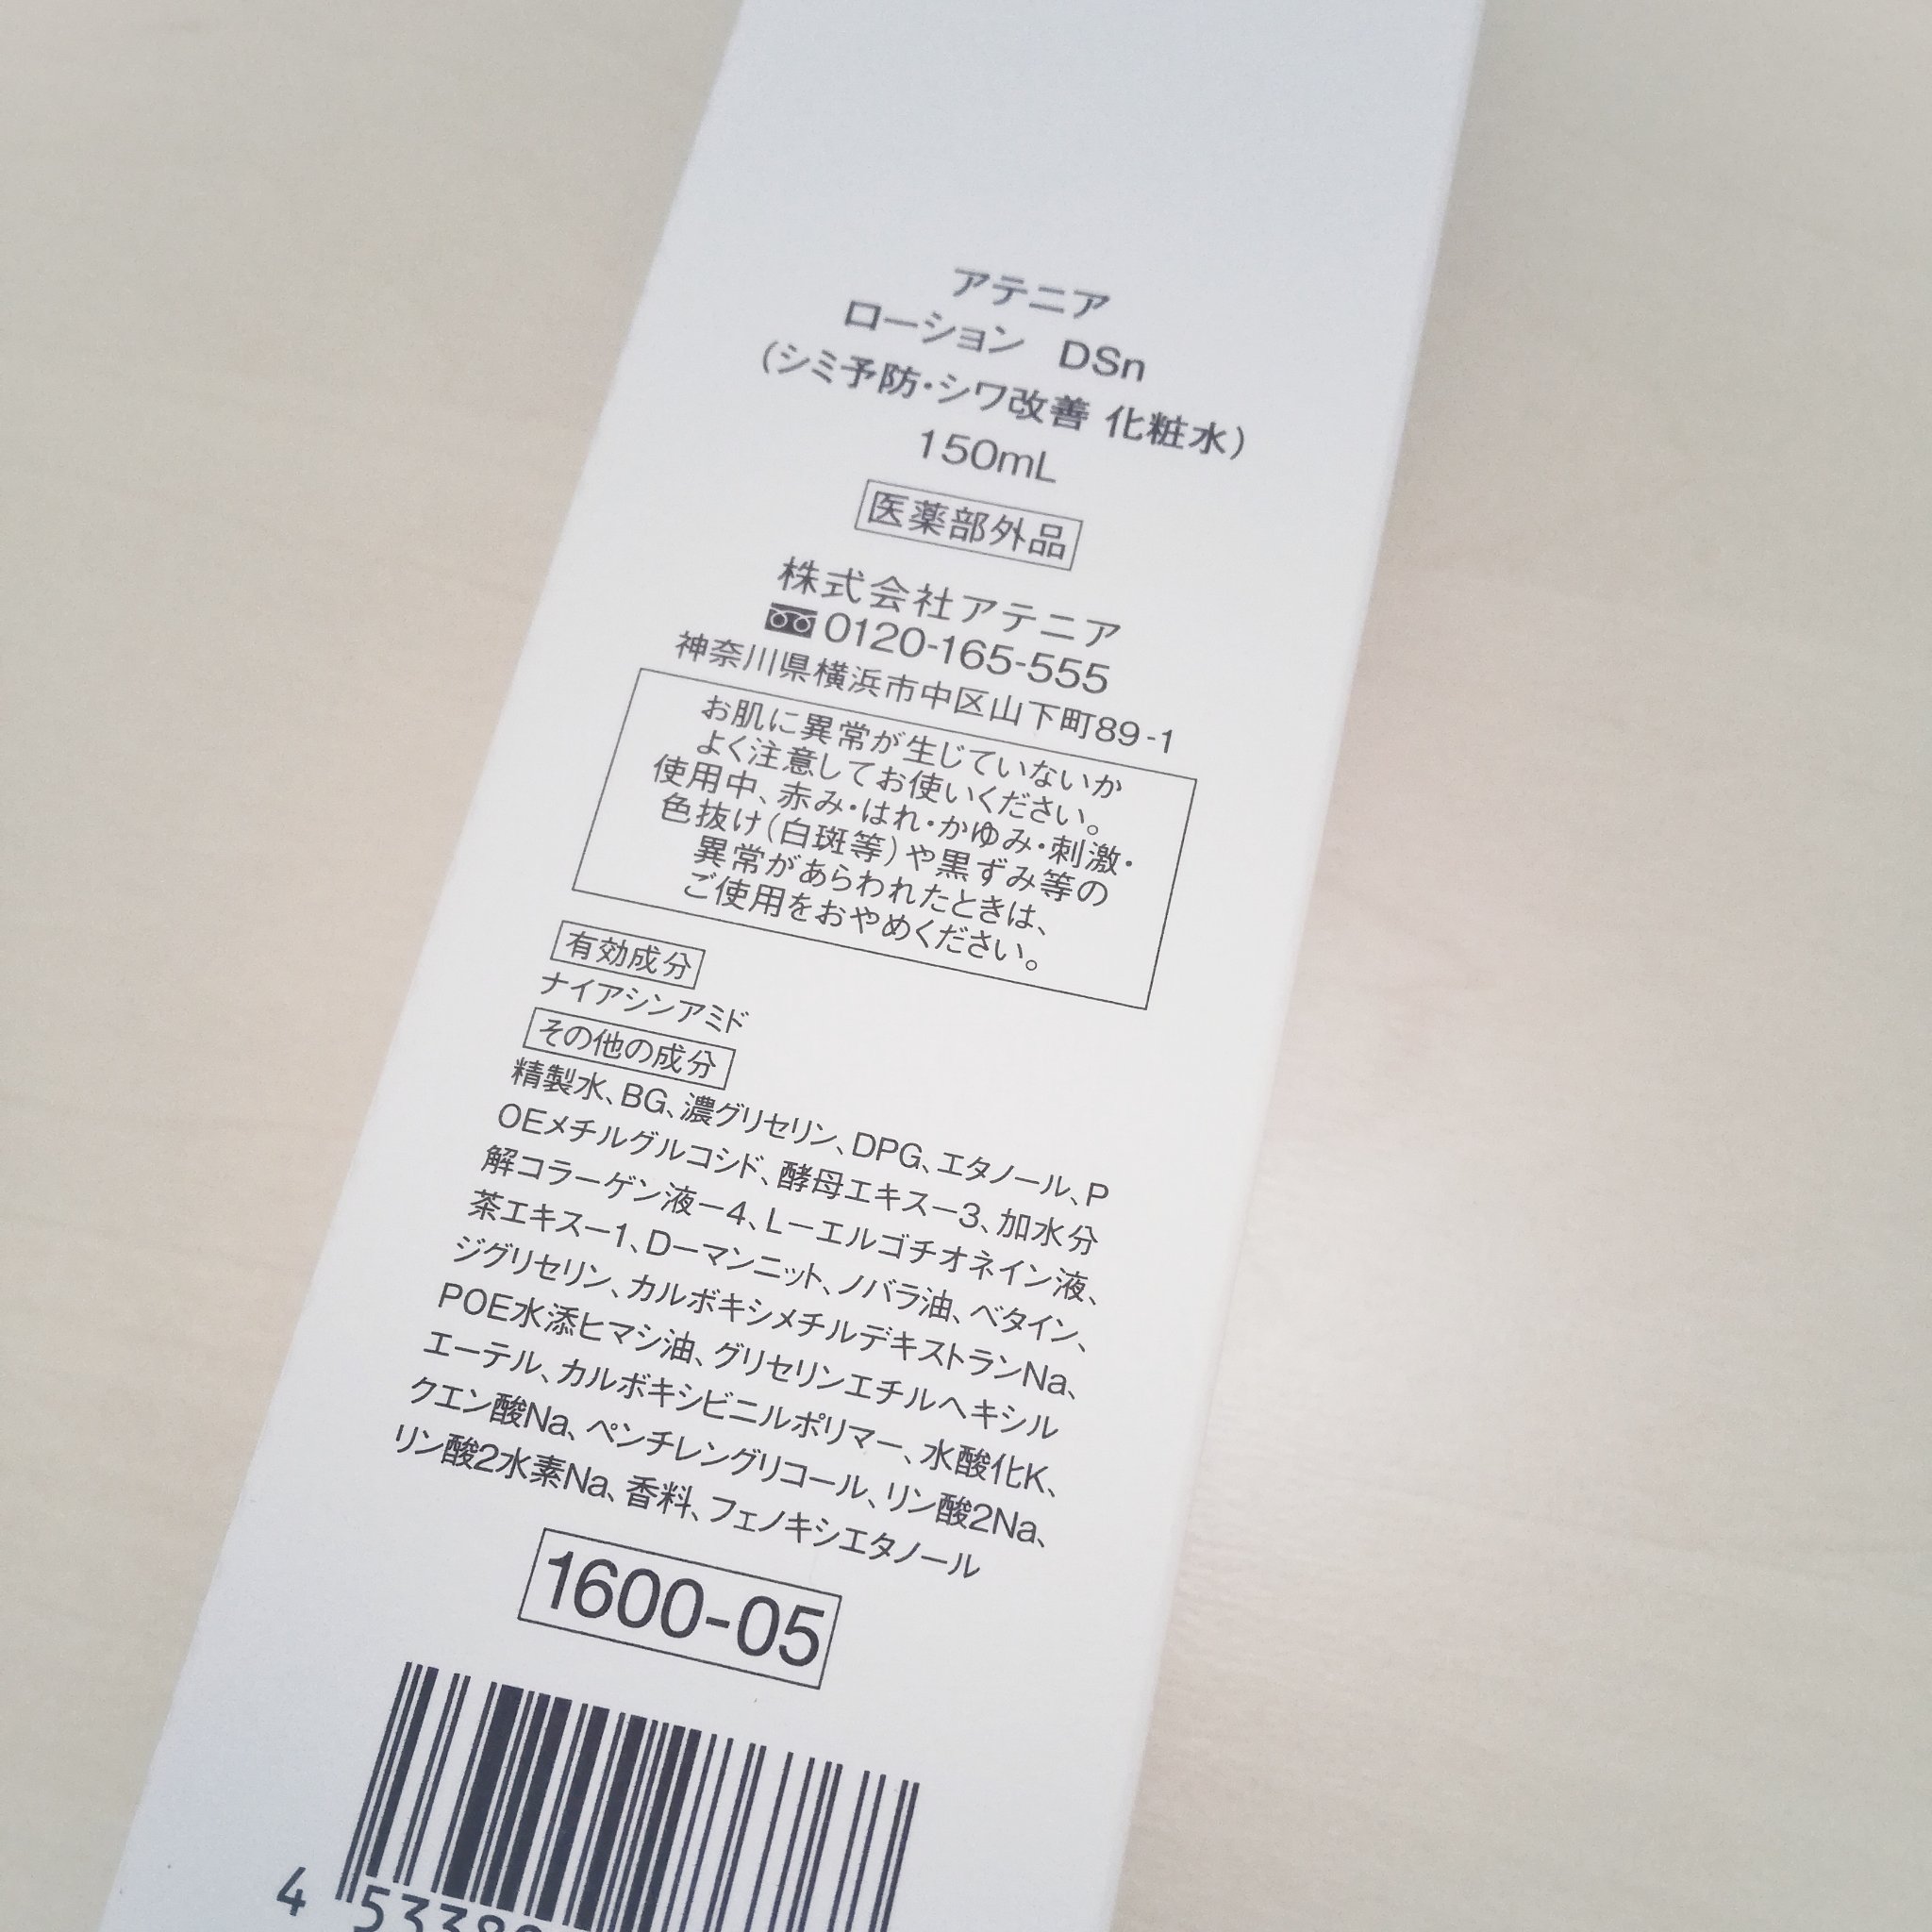 アテニア
ローション DSn
(シミ予防・シワ改善 化粧水)
150mL
医薬部外品
株式会社アテニア
0120-165-555
神奈川県横浜市中区山下町89-1
お肌に異常が生じていないか
よく注意してお使いください。
使用中、赤み・はれ・かゆみ・刺激・
色抜け(白斑等)や黒ずみ等の
異常があらわれたときは、
ご使用をおやめください。
有効成分
ナイアシンアミド
その他の成分
精製水、BG、濃グリセリン、DPG、エタノール、P
OEメチルグルコシド、酵母エキス－3、加水分
解コラーゲン液－4、L－エルゴチオネイン液、
茶エキス－1、D－マンニット、ノバラ油、ベタイン、
ジグリセリン、カルボキシメチルデキストランNa、
POE水添ヒマシ油、グリセリンエチルヘキシル
エーテル、カルボキシビニルポリマー、水酸化K、
クエン酸Na、ペンチレングリコール、リン酸2Na、
リン酸2水素Na、香料、フェノキシエタノール
1600-05
4 5338